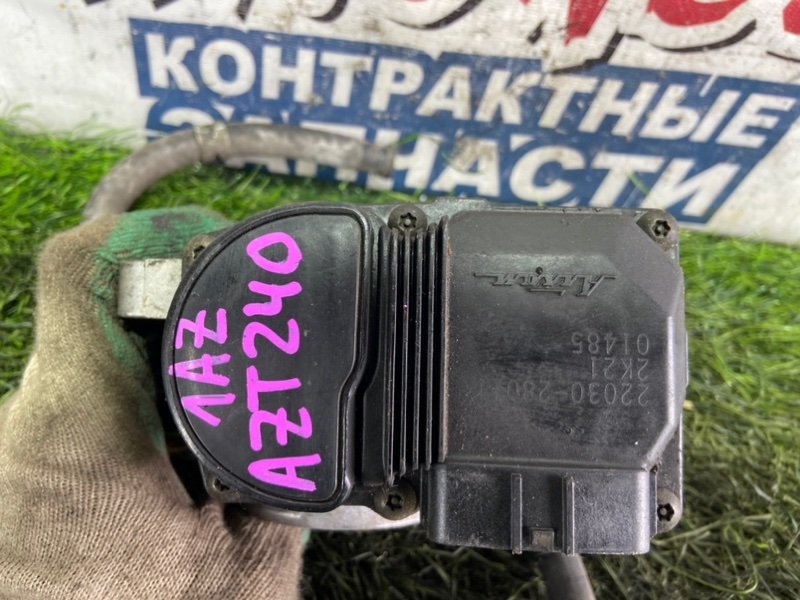 КОНТРАКТНЫЕ
ЗАПЧАСТИ
1AZ
AZT240
Aisan
22030-280
2K21
01485